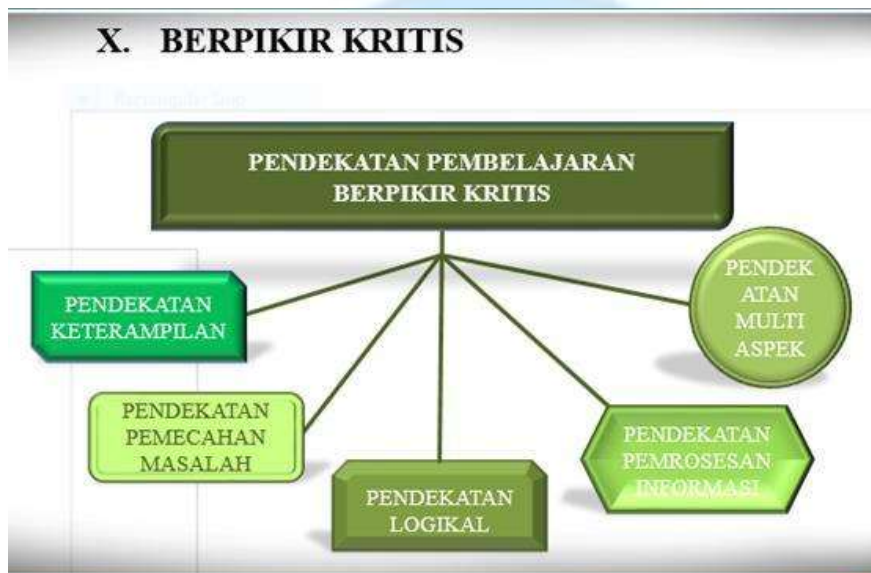 X. BERPIKIR KRITIS
PENDEKATAN PEMBELAJARAN
BERPIKIR KRITIS
PENDEKATAN
KETERAMPILAN
PENDEKATAN
PEMECAHAN
MASALAH
PENDEKATAN
LOGIKAL
PENDEKATAN
PEMROSESAN
INFORMASI
PENDEK
ATAN
MULTI
ASPEK